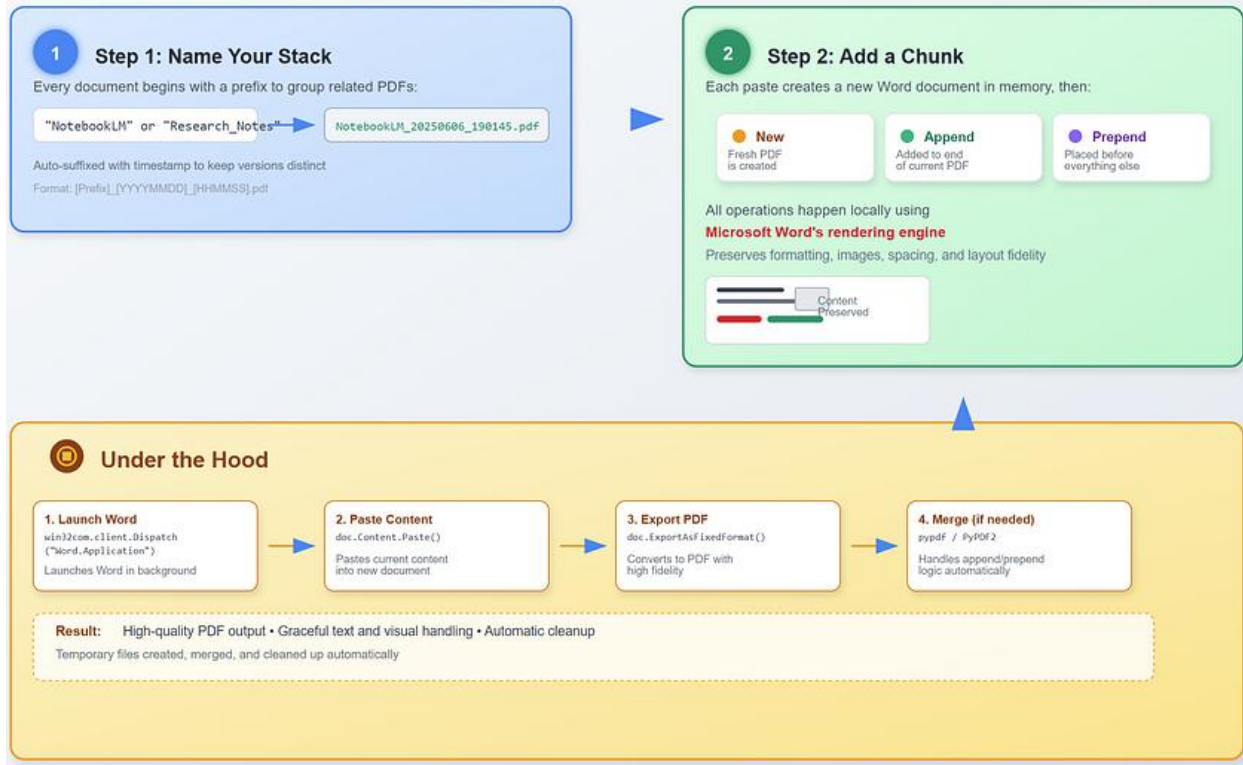 1
Step 1: Name Your Stack
Every document begins with a prefix to group related PDFs:
"NotebookLM" or "Research_Notes"
NotebookLM_20250606_190145.pdf
Auto-suffixed with timestamp to keep versions distinct
Format: [Prefix]_[YYYYMMDD]_[HHMMSS].pdf
2
Step 2: Add a Chunk
Each paste creates a new Word document in memory, then:
New
Fresh PDF
is created
Append
Added to end
of current PDF
Prepend
Placed before
everything else
All operations happen locally using
Microsoft Word's rendering engine
Preserves formatting, images, spacing, and layout fidelity
Content
Preserved
Under the Hood
1. Launch Word
win32com.client.Dispatch
("Word.Application")
Launches Word in background
2. Paste Content
doc.Content.Paste()
Pastes current content
into new document
3. Export PDF
doc.ExportAsFixedFormat()
Converts to PDF with
high fidelity
4. Merge (if needed)
pypdf / PyPDF2
Handles append/prepend
logic automatically
Result: High-quality PDF output • Graceful text and visual handling • Automatic cleanup
Temporary files created, merged, and cleaned up automatically